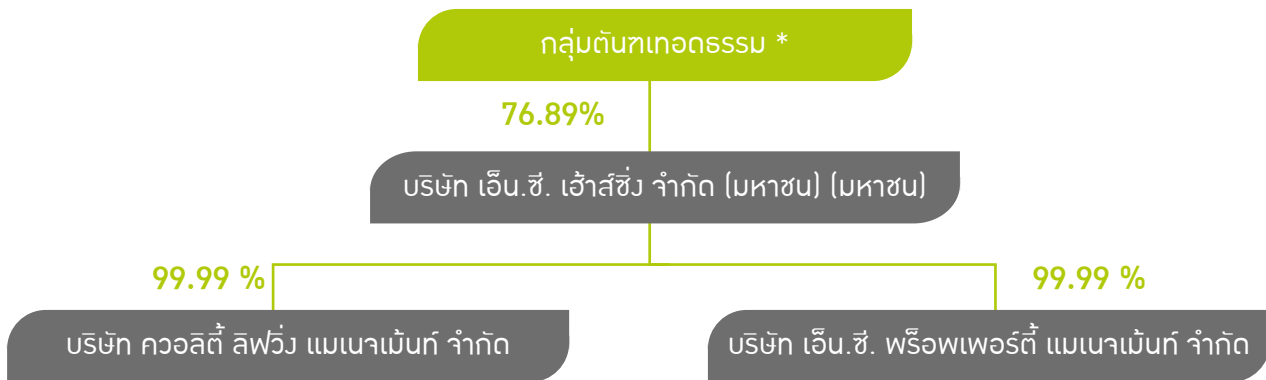 กลุ่มตันฑเทอดธรรม *
76.89%
บริษัท เอ็น.ซี. เฮ้าส์ซิ่ง จำกัด (มหาชน) (มหาชน)
99.99 %
99.99 %
บริษัท ควอลิตี้ ลิฟวิ่ง แมเนจเม้นท์ จำกัด
บริษัท เอ็น.ซี. พร็อพเพอร์ตี้ แมเนจเม้นท์ จำกัด